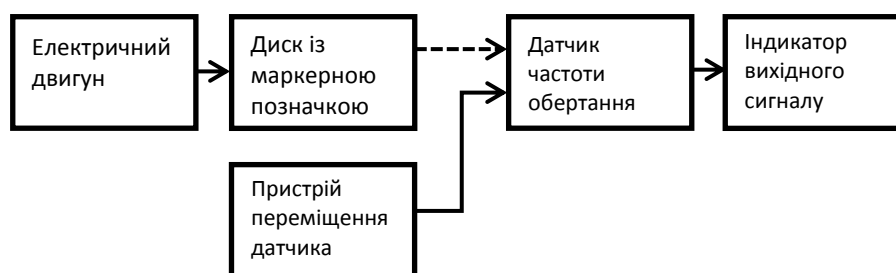 Електричний
двигун
Диск із
маркерною
позначкою
Датчик
частоти
обертання
Індикатор
вихідного
сигналу
Пристрій
переміщення
датчика